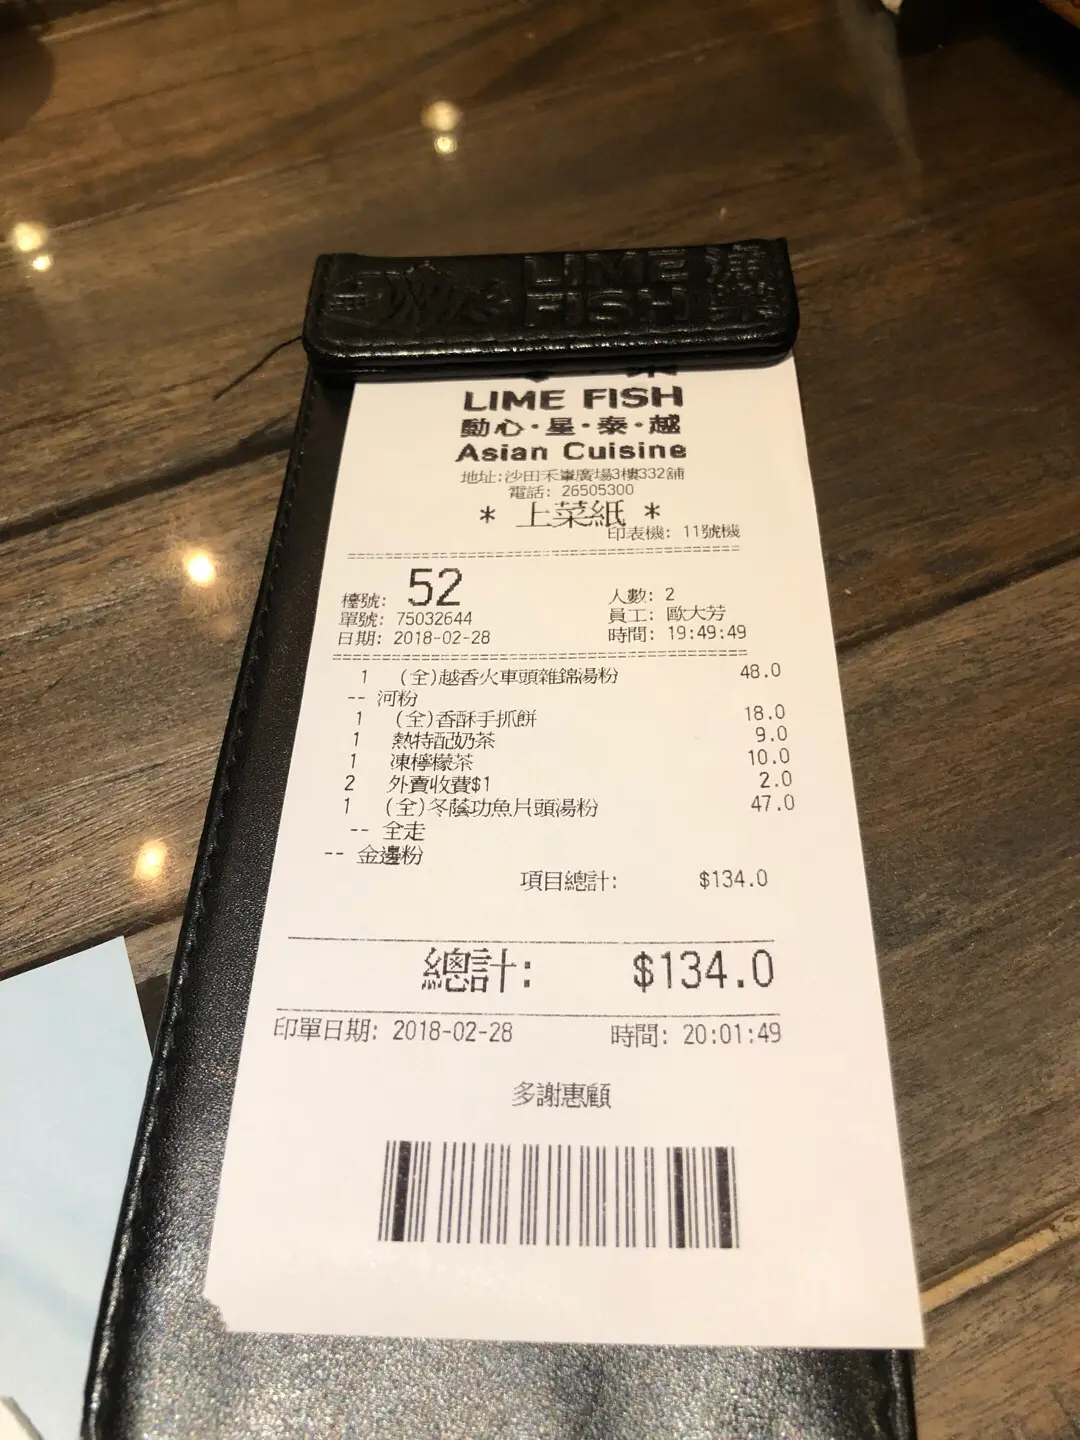 LIME
FISH
LIME FISH
動心·星·泰·越
Asian Cuisine
地址:沙田禾輋廣場3樓332舖
電話: 26505300
* 上菜紙 *
印表機: 11號機
檯號: 52 人數: 2
單號: 75032644 員工: 歐大芳
日期: 2018-02-28 時間: 19:49:49
1 (全)越香火車頭雜錦湯粉 48.0
-- 河粉
1 (全)香酥手抓餅 18.0
1 熱特配奶茶 9.0
1 凍檸檬茶 10.0
2 外賣收費$1 2.0
1 (全)冬蔭功魚片頭湯粉 47.0
-- 全走
-- 金邊粉
項目總計: $134.0
總計: $134.0
印單日期: 2018-02-28 時間: 20:01:49
多謝惠顧